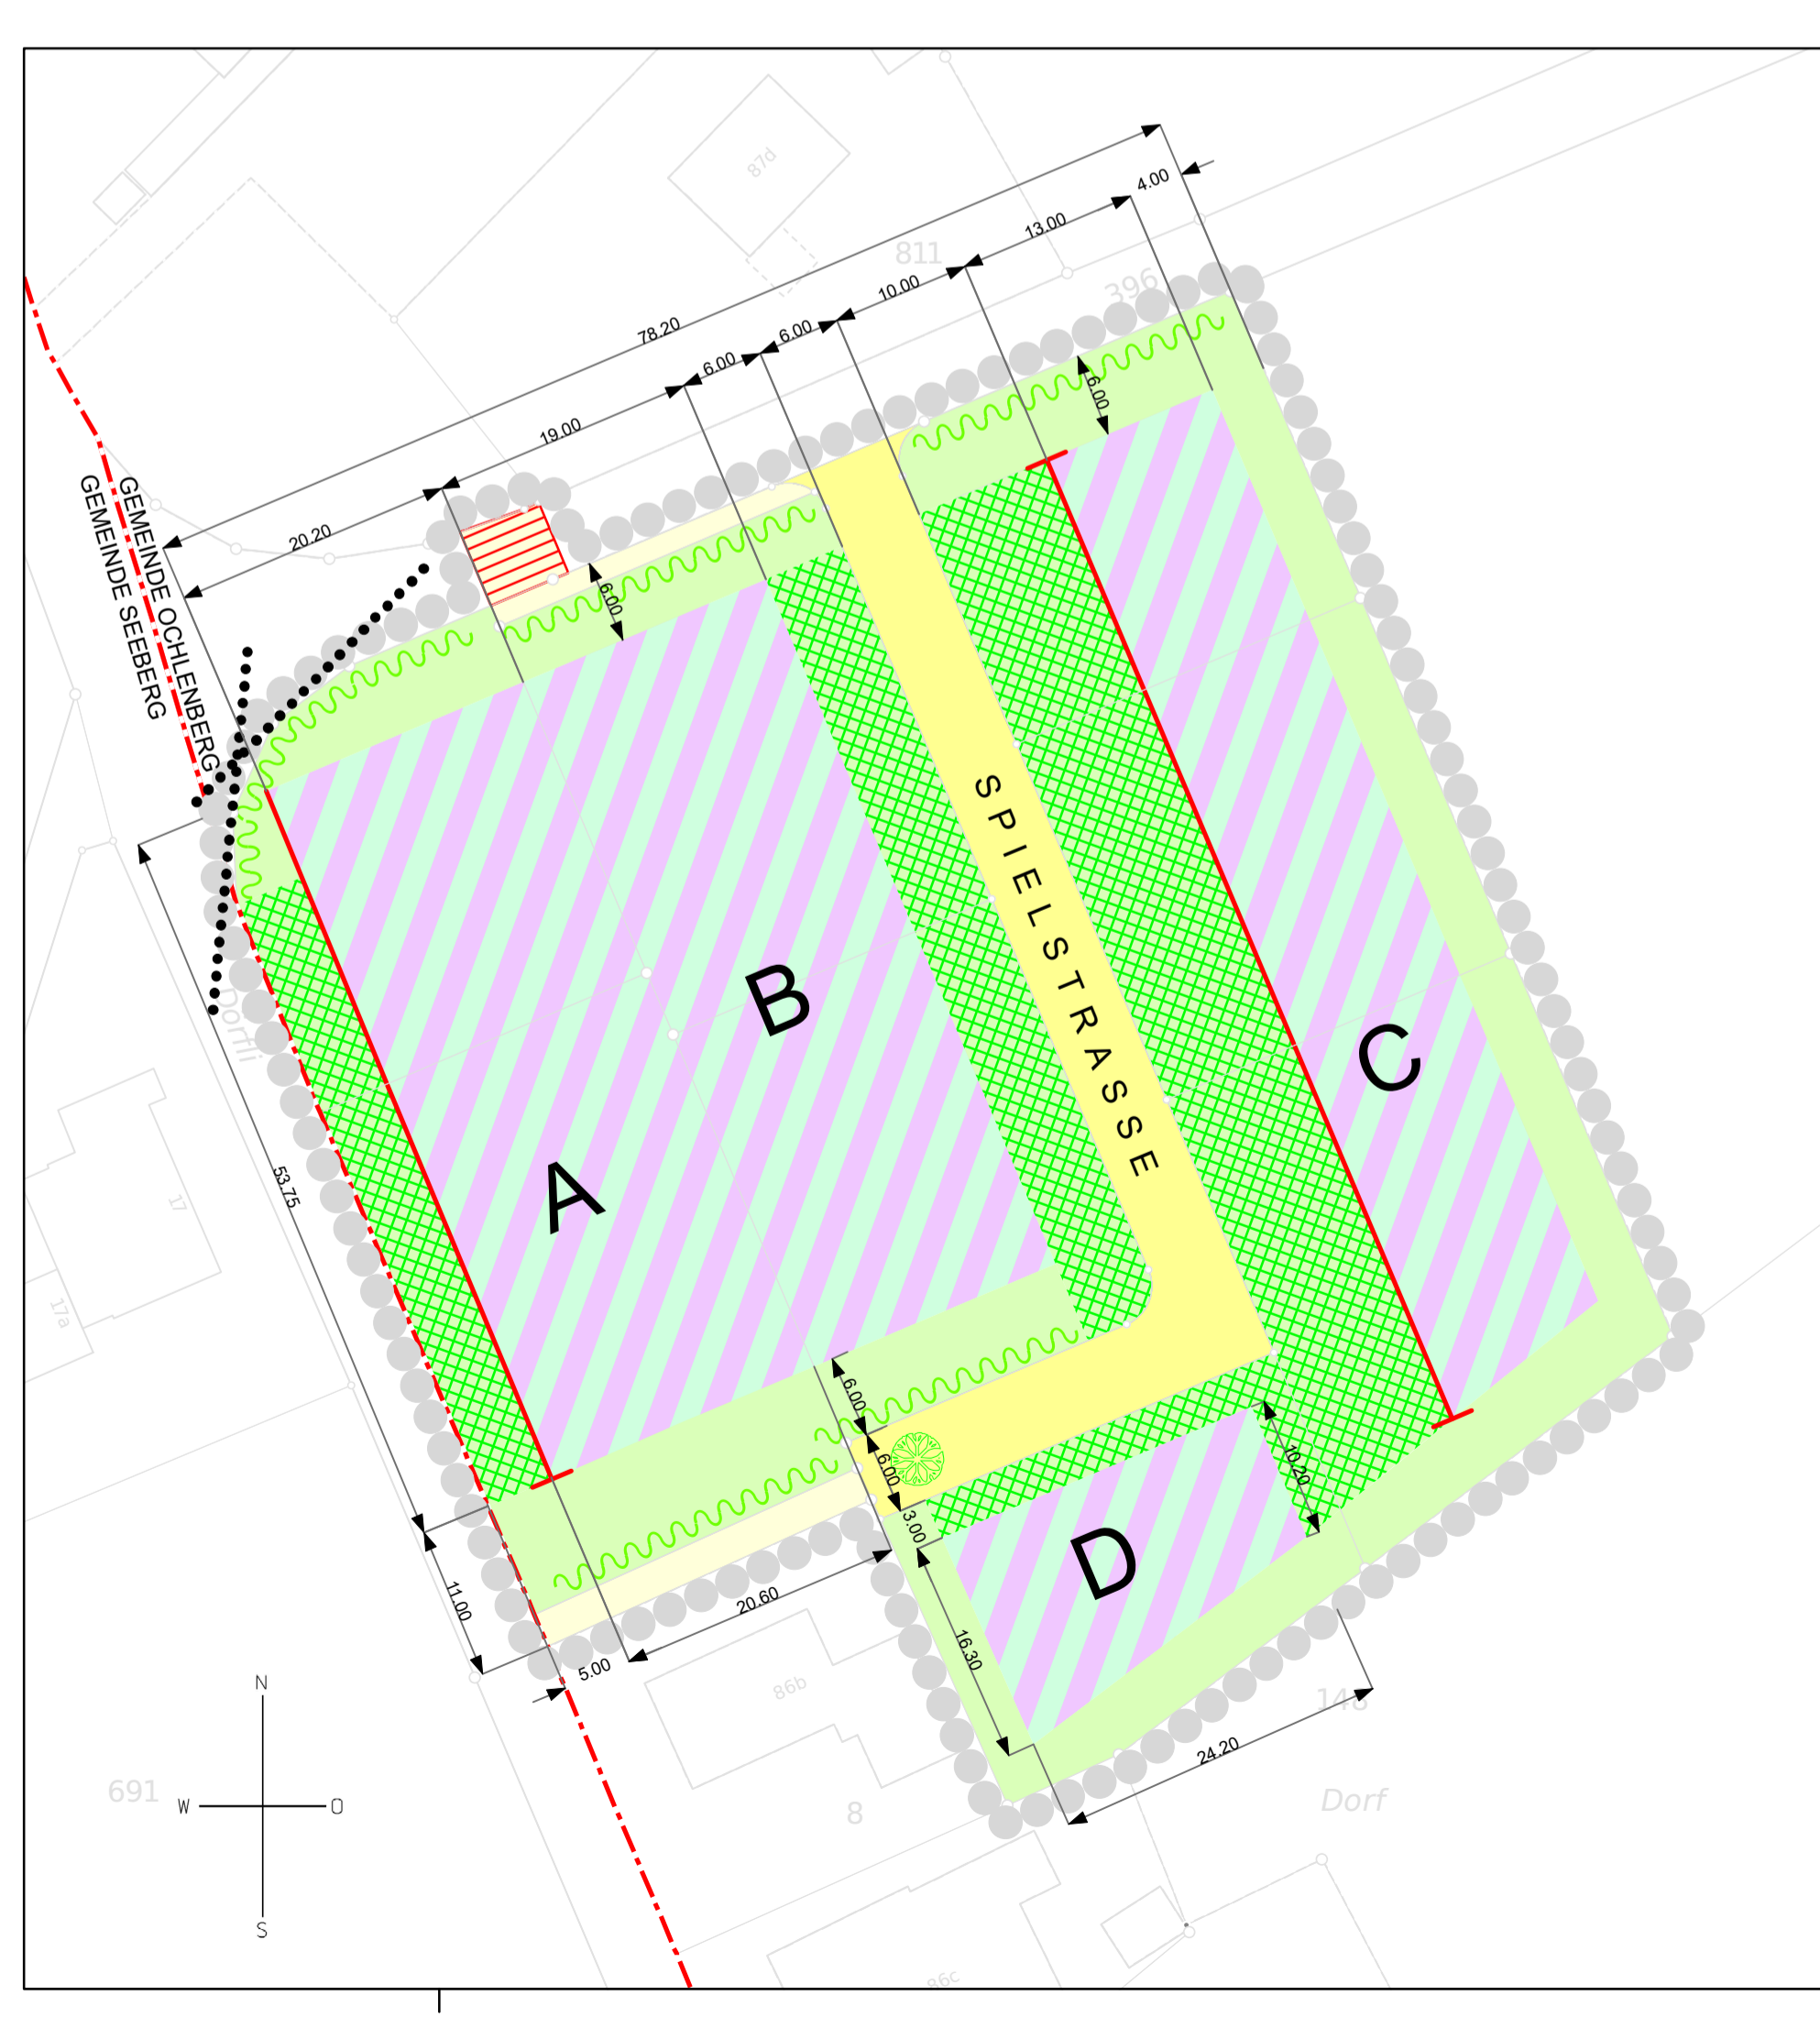 87d
4.00
13.00
811
396
10.00
78.20
6.00
6.00
6.00
19.00
20.20
6.00
GEMEINDE OCHLENBERG
GEMEINDE SEEBERG
SPIELSTRASSE
B
C
A
D
Dörfli
53.75
17
17a
6.00
6.00
3.00
10.20
11.00
20.60
5.00
16.30
86b
148
24.20
N
W
O
S
691
8
Dorf
86c